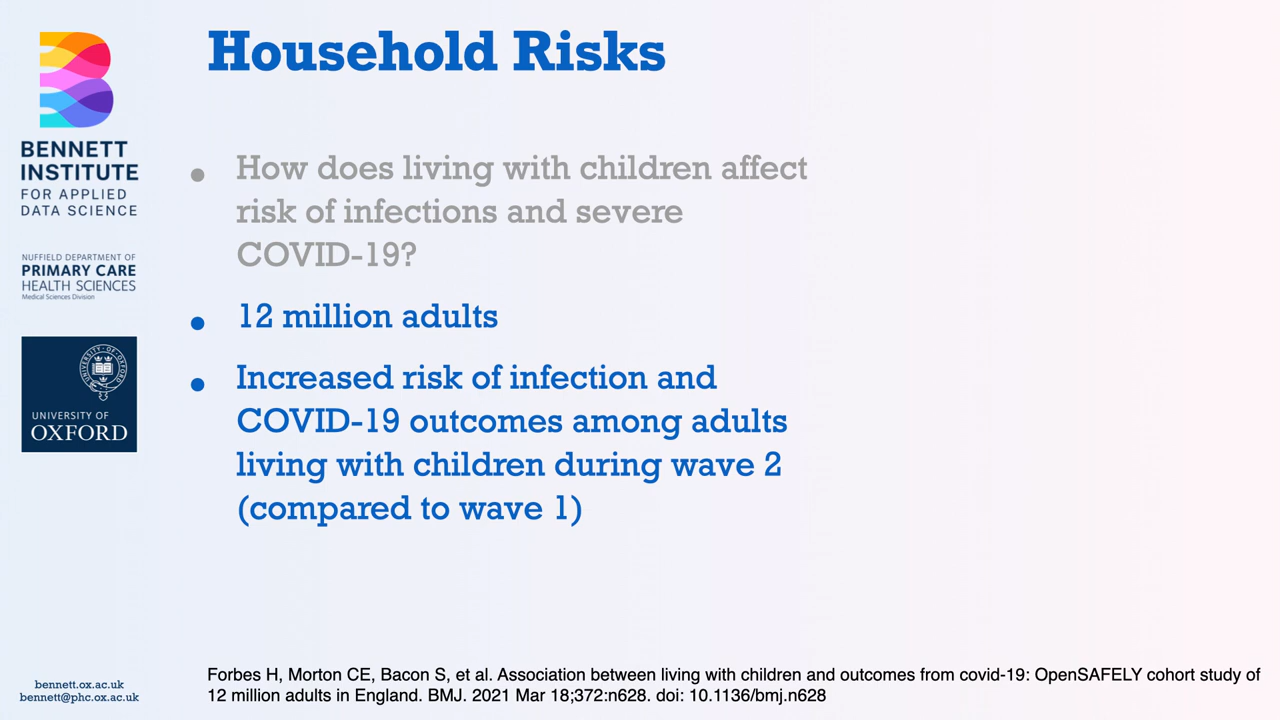 Household Risks
BENNETT
INSTITUTE
FOR APPLIED
DATA SCIENCE
NUFFIELD DEPARTMENT OF
PRIMARY CARE
HEALTH SCIENCES
Medical Sciences Division
UNIVERSITY OF
OXFORD
• How does living with children affect
risk of infections and severe
COVID-19?
• 12 million adults
• Increased risk of infection and
COVID-19 outcomes among adults
living with children during wave 2
(compared to wave 1)
bennett.ox.ac.uk
bennett@phc.ox.ac.uk
Forbes H, Morton CE, Bacon S, et al. Association between living with children and outcomes from covid-19: OpenSAFELY cohort study of
12 million adults in England. BMJ. 2021 Mar 18;372:n628. doi: 10.1136/bmj.n628